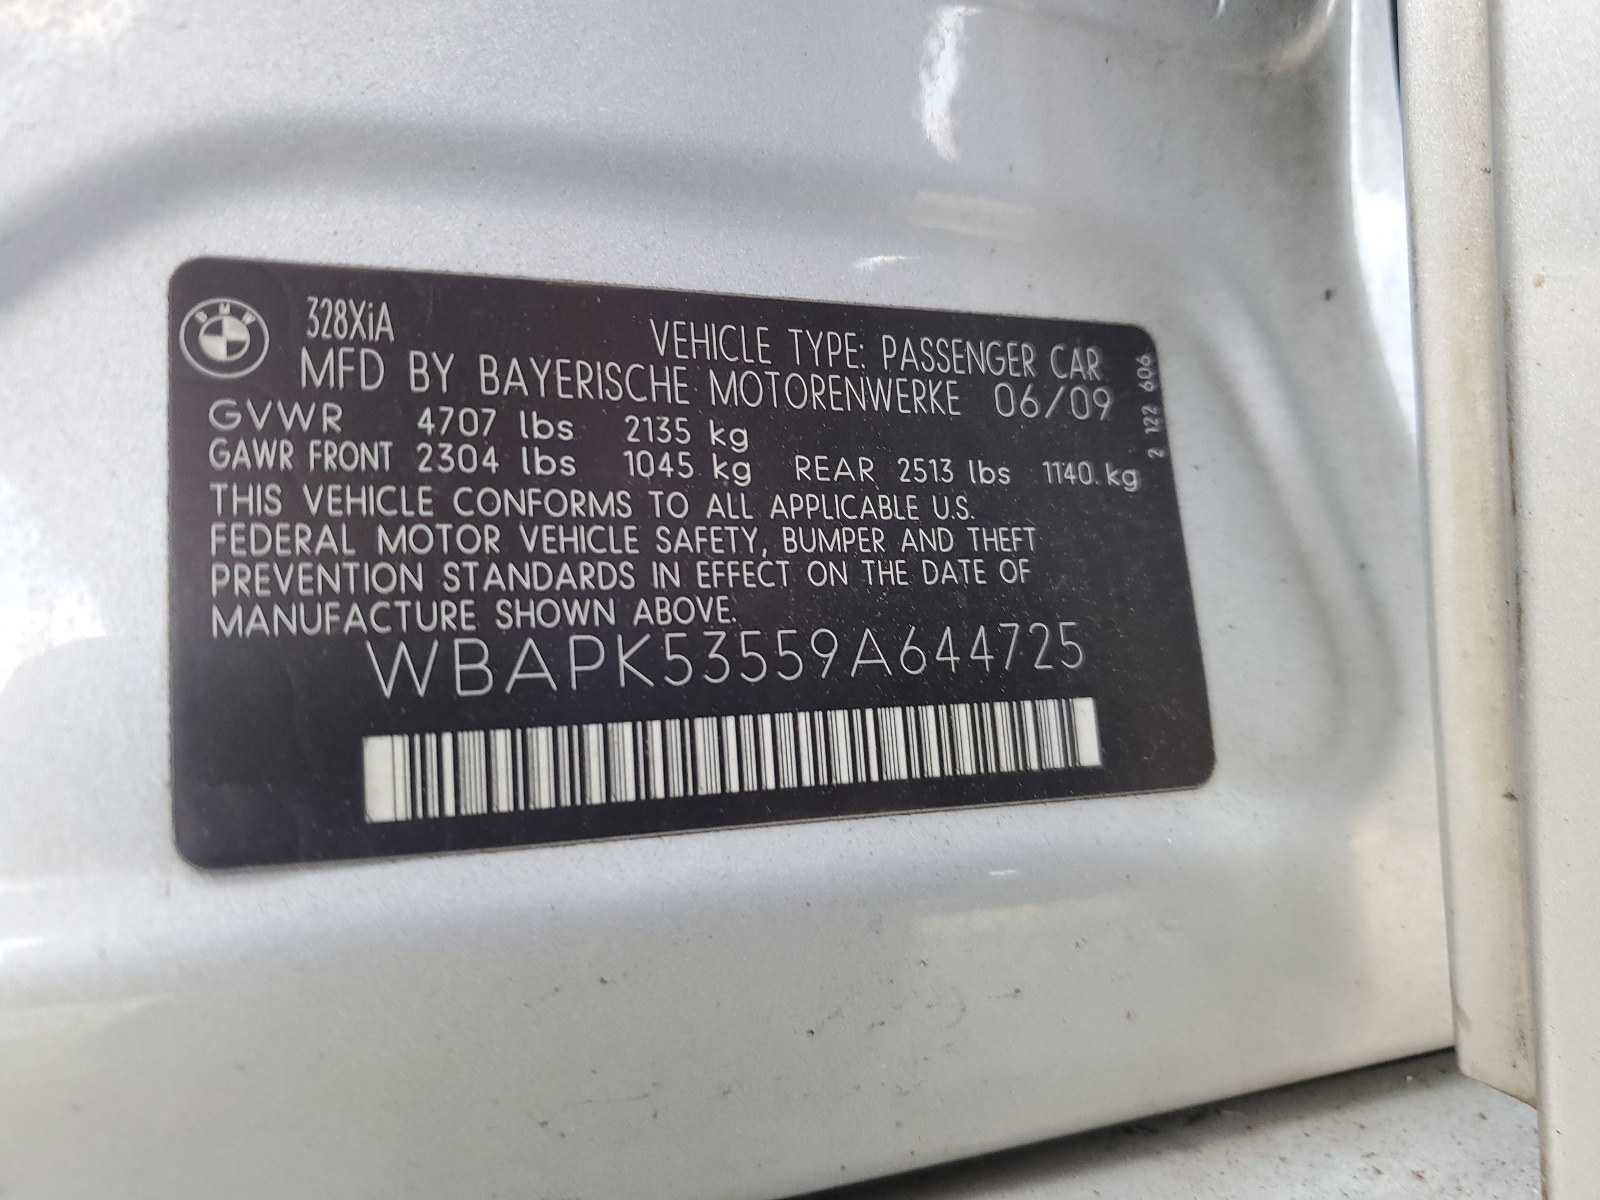 BMW
328XiA
VEHICLE TYPE: PASSENGER CAR
MFD BY BAYERISCHE MOTORENWERKE 06/09
GVWR 4707 lbs 2135 kg
GAWR FRONT 2304 lbs 1045 kg REAR 2513 lbs 1140 kg
THIS VEHICLE CONFORMS TO ALL APPLICABLE U.S.
FEDERAL MOTOR VEHICLE SAFETY, BUMPER AND THEFT
PREVENTION STANDARDS IN EFFECT ON THE DATE OF
MANUFACTURE SHOWN ABOVE.
WBAPK53559A644725
2 122 606